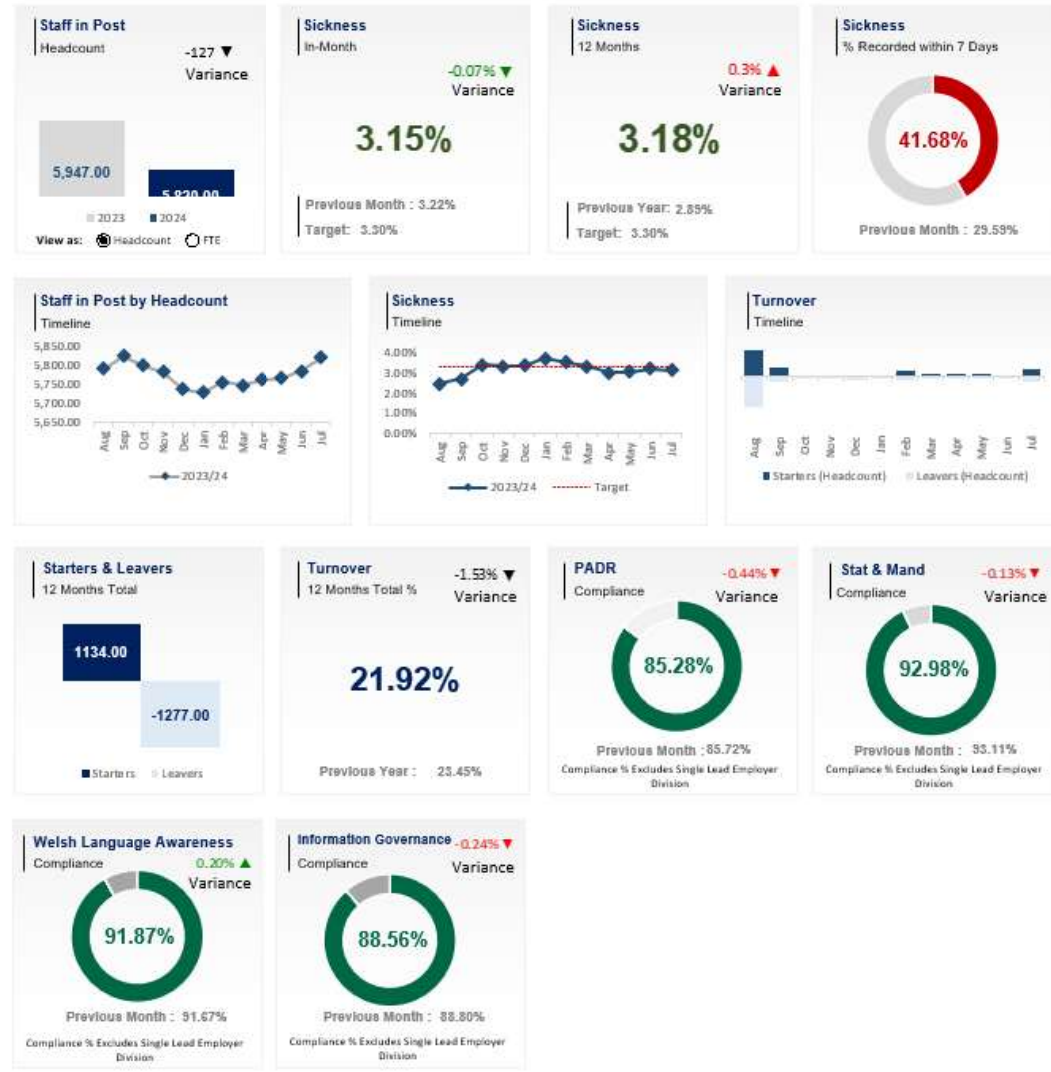 Staff in Post
Headcount
-127 ▼
Variance
5,947.00
5,820.00
2023 2024
View as: Headcount FTE
Sickness
In-Month
-0.07% ▼
Variance
3.15%
Previous Month : 3.22%
Target: 3.30%
Sickness
12 Months
0.3% ▲
Variance
3.18%
Previous Year: 2.89%
Target: 3.30%
Sickness
% Recorded within 7 Days
41.68%
Previous Month : 29.59%
Staff in Post by Headcount
Timeline
5,850.00
5,800.00
5,750.00
5,700.00
5,650.00
Aug Sep Oct Nov Dec Jan Feb Mar Apr May Jun Jul
2023/24
Sickness
Timeline
4.00%
3.00%
2.00%
1.00%
0.00%
Aug Sep Oct Nov Dec Jan Feb Mar Apr May Jun Jul
2023/24 Target
Turnover
Timeline
Aug Sep Oct Nov Dec Jan Feb Mar Apr May Jun Jul
Starters (Headcount) Leavers (Headcount)
Starters & Leavers
12 Months Total
1134.00
-1277.00
Starters Leavers
Turnover
12 Months Total %
-1.53% ▼
Variance
21.92%
Previous Year : 23.45%
PADR
Compliance
-0.44% ▼
Variance
85.28%
Previous Month : 85.72%
Compliance % Excludes Single Lead Employer
Division
Stat & Mand
Compliance
-0.13% ▼
Variance
92.98%
Previous Month : 93.11%
Compliance % Excludes Single Lead Employer
Division
Welsh Language Awareness
Compliance
0.20% ▲
Variance
91.87%
Previous Month : 91.67%
Compliance % Excludes Single Lead Employer
Division
Information Governance
Compliance
-0.24% ▼
Variance
88.56%
Previous Month : 88.80%
Compliance % Excludes Single Lead Employer
Division